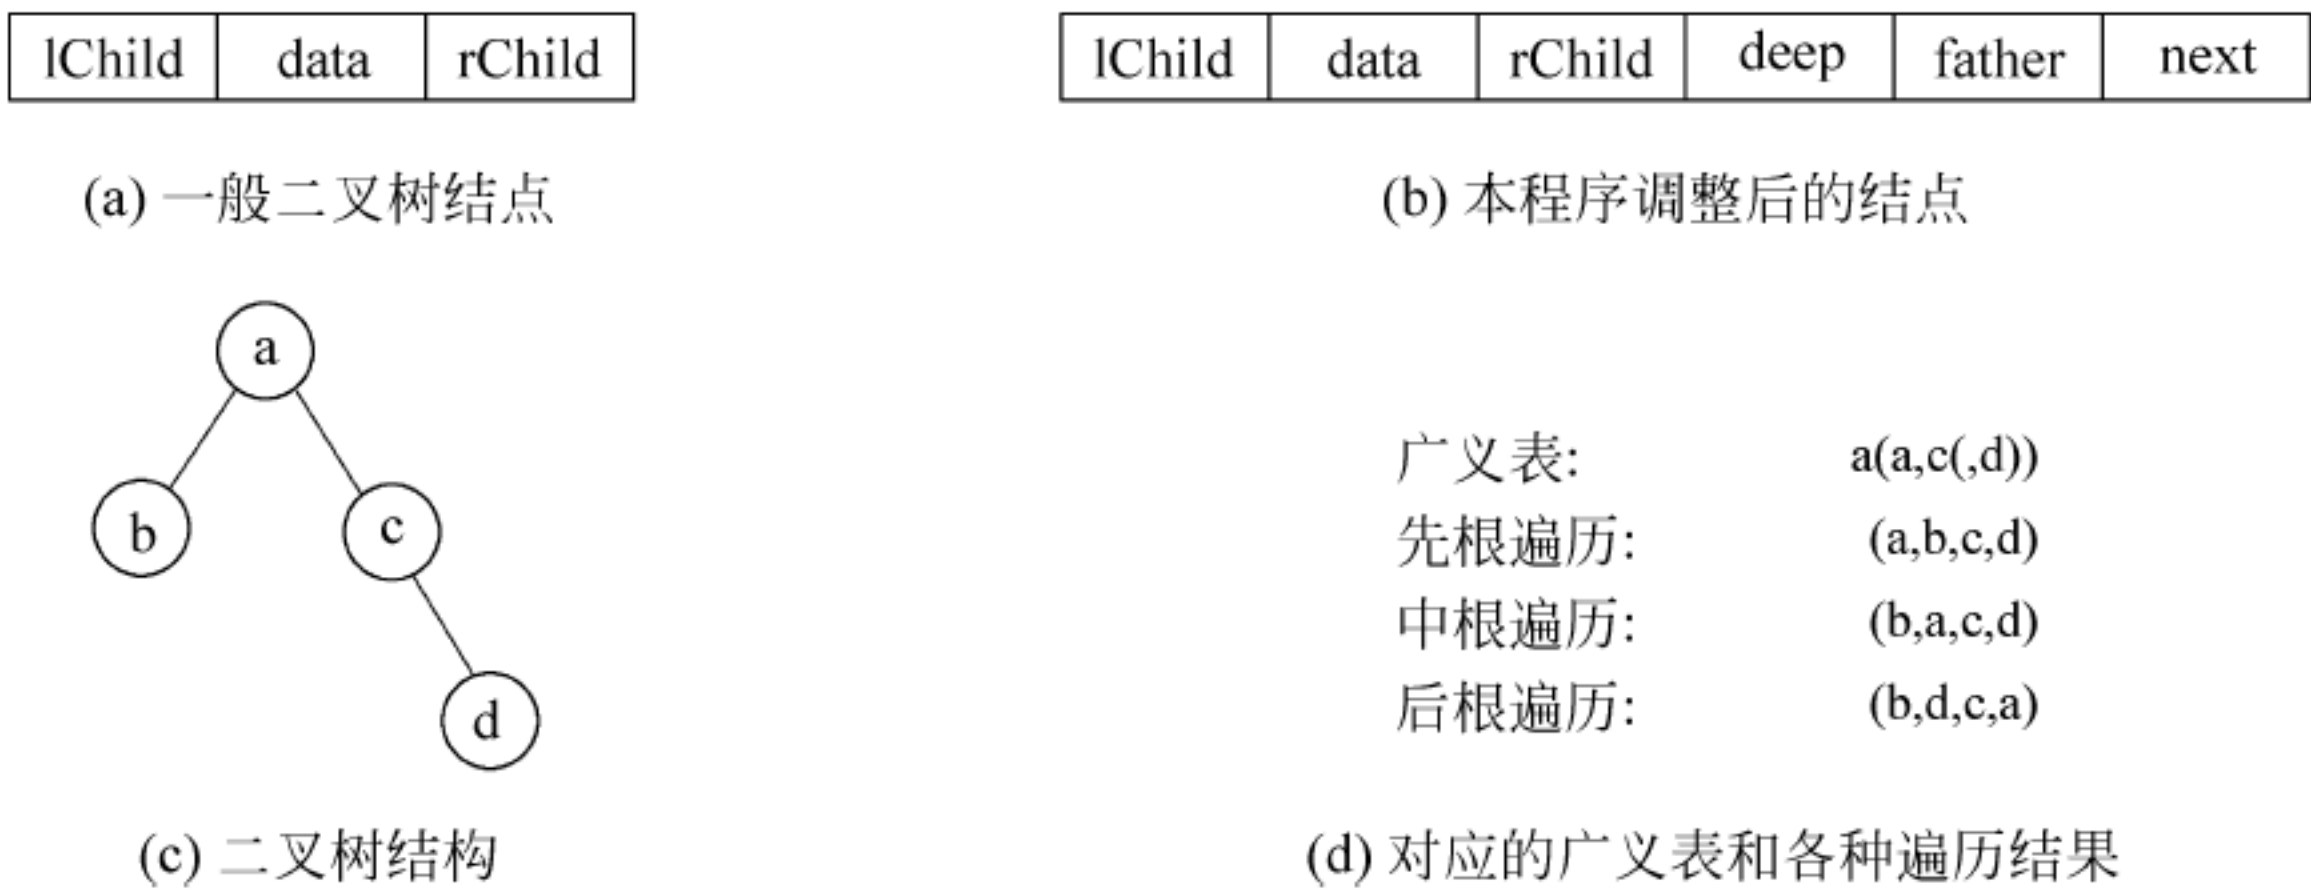 lChild data rChild
lChild data rChild deep father next
(a) 一般二叉树结点
(b) 本程序调整后的结点
a
b
c
d
广义表: a(a,c(,d))
先根遍历: (a,b,c,d)
中根遍历: (b,a,c,d)
后根遍历: (b,d,c,a)
(c) 二叉树结构
(d) 对应的广义表和各种遍历结果